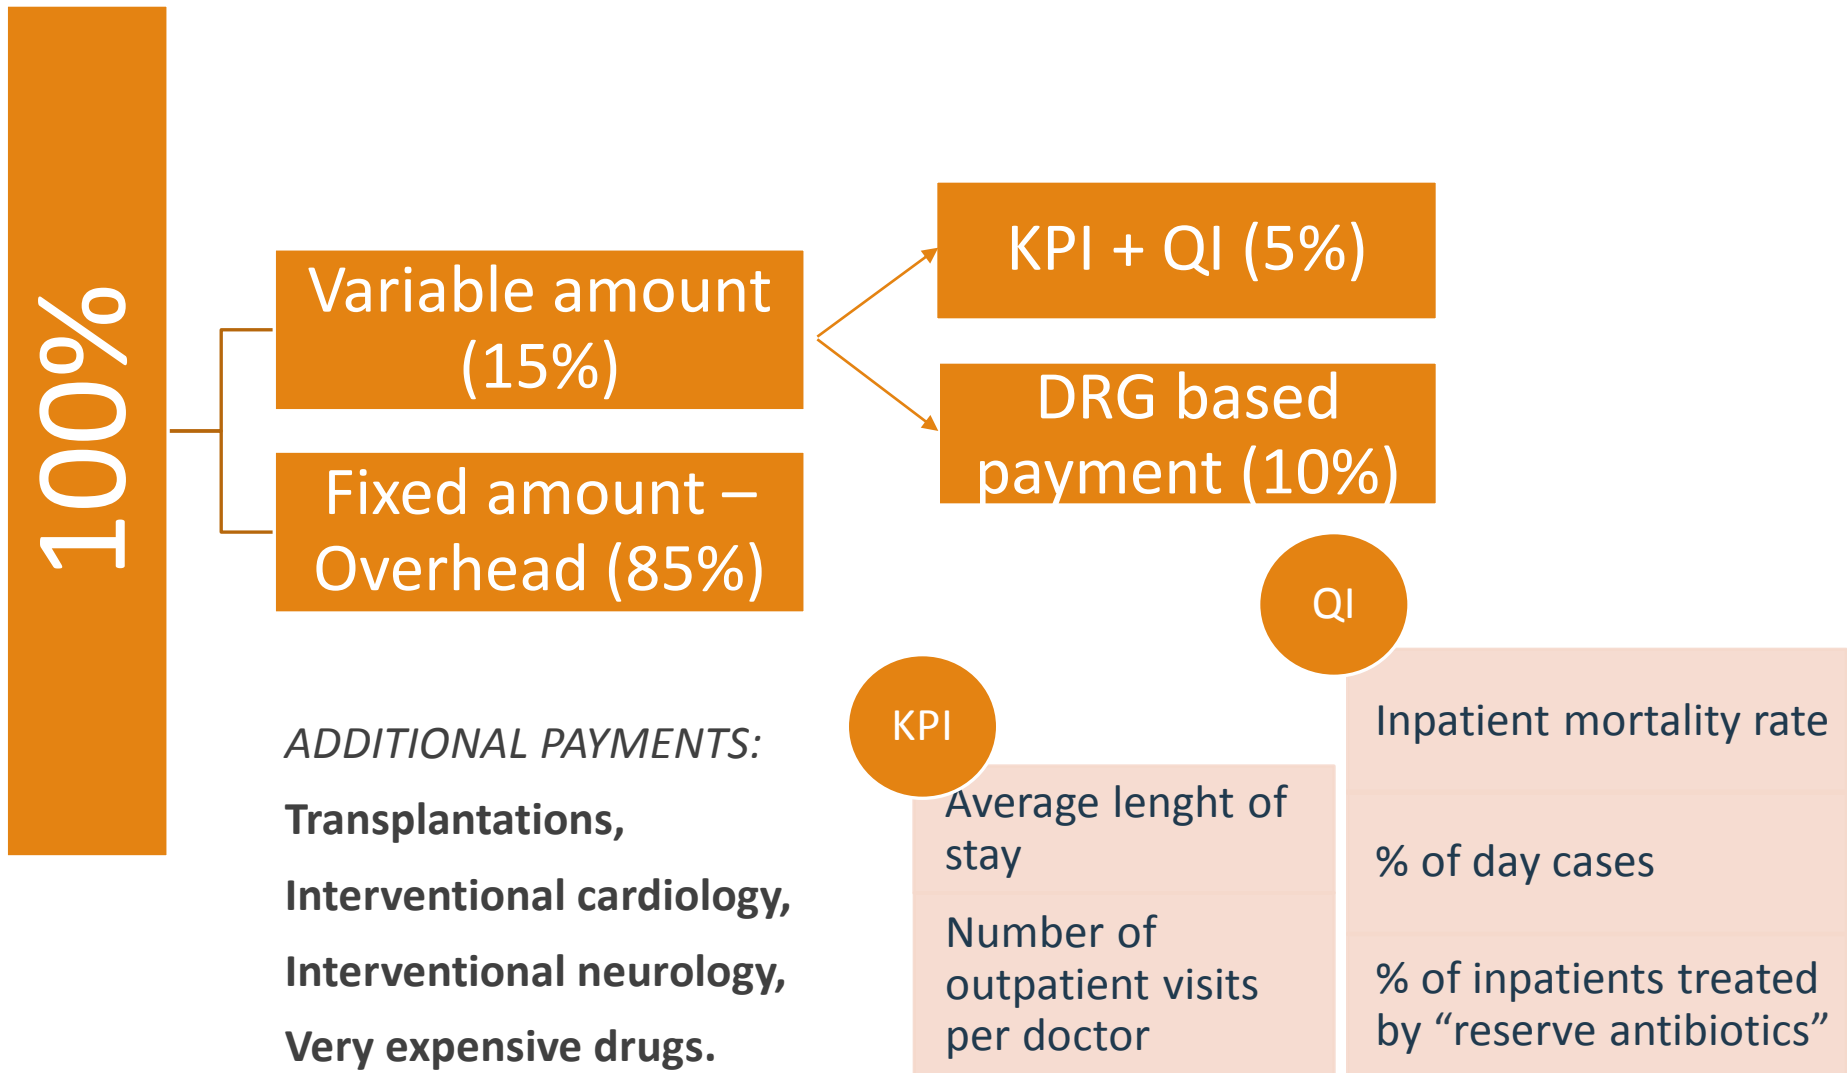 100%
Variable amount
(15%)
Fixed amount –
Overhead (85%)
KPI + QI (5%)
DRG based
payment (10%)
ADDITIONAL PAYMENTS:
Transplantations,
Interventional cardiology,
Interventional neurology,
Very expensive drugs.
KPI
Average lenght of
stay
Number of
outpatient visits
per doctor
QI
Inpatient mortality rate
% of day cases
% of inpatients treated
by “reserve antibiotics”